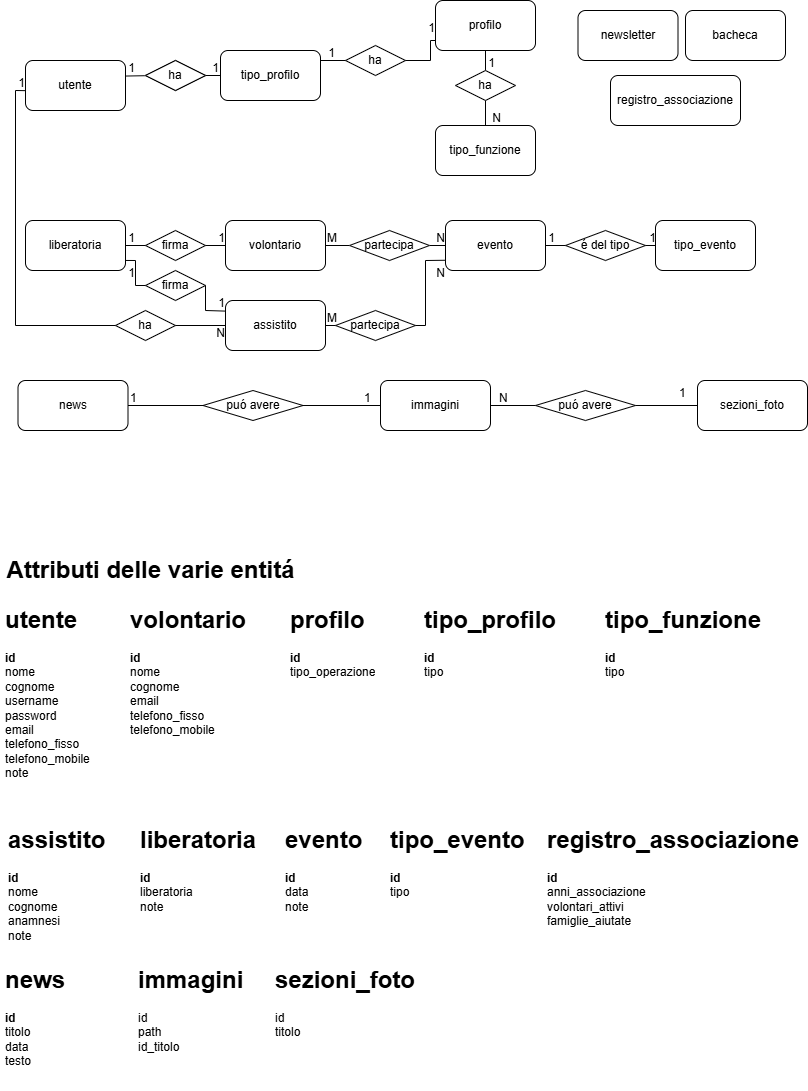 profilo
newsletter
bacheca
1
1
1
1
1
utente
ha
tipo_profilo
ha
1
1
ha
registro_associazione
N
tipo_funzione
liberatoria
1
firma
1
volontario
M
partecipa
N
evento
1
é del tipo
1
tipo_evento
1
firma
N
1
ha
N
assistito
M
partecipa
news
1
puó avere
1
immagini
N
puó avere
1
sezioni_foto
Attributi delle varie entitá
utente
id
nome
cognome
username
password
email
telefono_fisso
telefono_mobile
note
volontario
id
nome
cognome
email
telefono_fisso
telefono_mobile
profilo
id
tipo_operazione
tipo_profilo
id
tipo
tipo_funzione
id
tipo
assistito
id
nome
cognome
anamnesi
note
liberatoria
id
liberatoria
note
evento
id
data
note
tipo_evento
id
tipo
registro_associazione
id
anni_associazione
volontari_attivi
famiglie_aiutate
news
id
titolo
data
testo
immagini
id
path
id_titolo
sezioni_foto
id
titolo